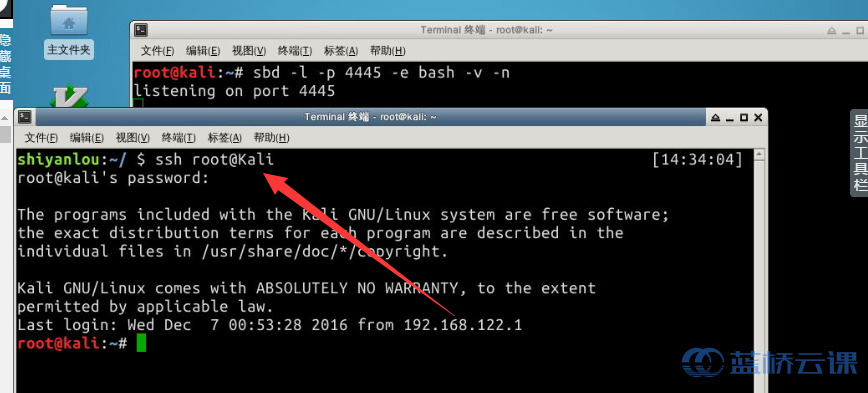 隐
藏
桌
面
主文件夹
Terminal 终端 - root@kali: ~
文件(F) 编辑(E) 视图(V) 终端(T) 标签(A) 帮助(H)
root@kali:~# sbd -l -p 4445 -e bash -v -n
listening on port 4445
Terminal 终端 - root@kali: ~
文件(F) 编辑(E) 视图(V) 终端(T) 标签(A) 帮助(H)
shiyanlou:~/ $ ssh root@Kali [14:34:04]
root@kali's password:
The programs included with the Kali GNU/Linux system are free software;
the exact distribution terms for each program are described in the
individual files in /usr/share/doc/*/copyright.
Kali GNU/Linux comes with ABSOLUTELY NO WARRANTY, to the extent
permitted by applicable law.
Last login: Wed Dec  7 00:53:28 2016 from 192.168.122.1
root@kali:~#
显
示
工
具
栏
蓝桥云课